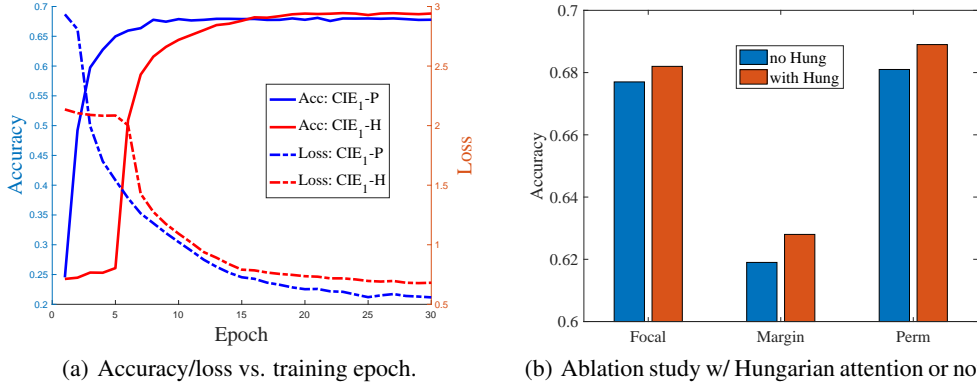 0.7
0.65
0.6
0.55
0.5
0.45
0.4
0.35
0.3
0.25
0.2
Accuracy
0 5 10 15 20 25 30
Epoch
3
2.5
2
1.5
1
0.5
Loss
Acc: CIE1-P
Acc: CIE1-H
Loss: CIE1-P
Loss: CIE1-H
(a) Accuracy/loss vs. training epoch.
0.7
0.68
0.66
0.64
0.62
0.6
Accuracy
no Hung
with Hung
Focal Margin Perm
(b) Ablation study w/ Hungarian attention or no